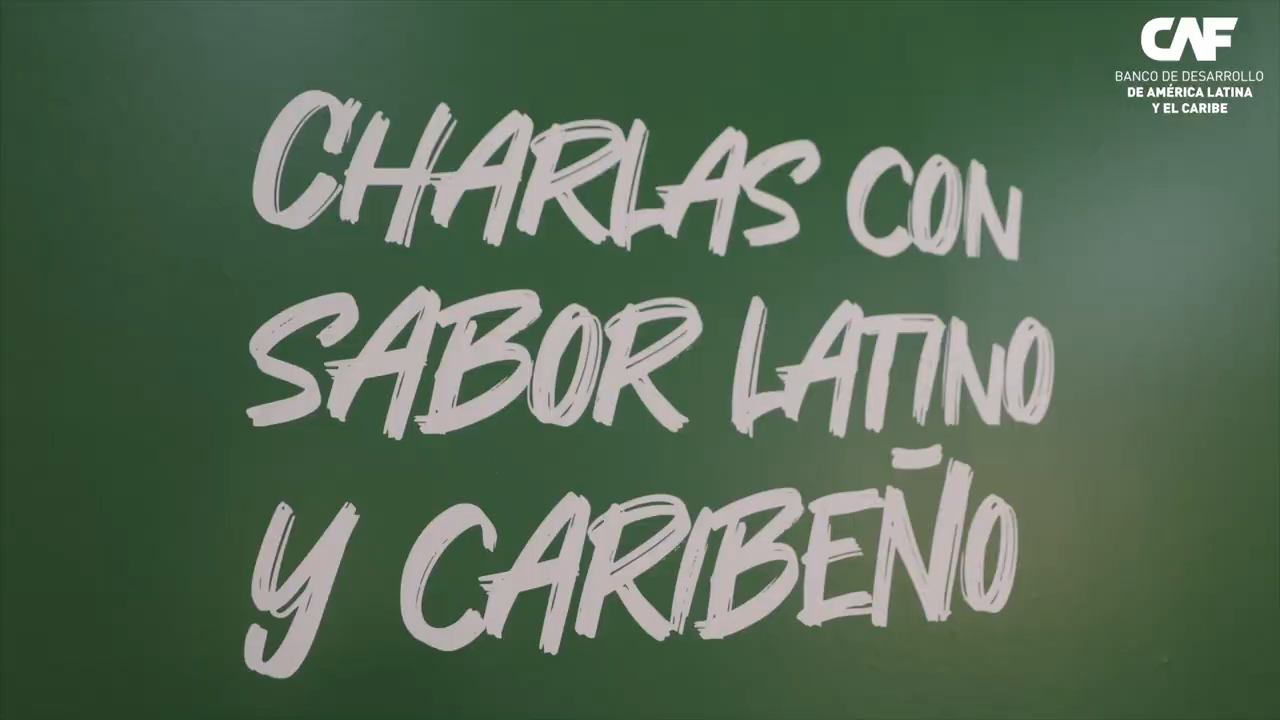 CAF
BANCO DE DESARROLLO
DE AMÉRICA LATINA
Y EL CARIBE
CHARLAS CON
SABOR LATINO
Y CARIBEÑO